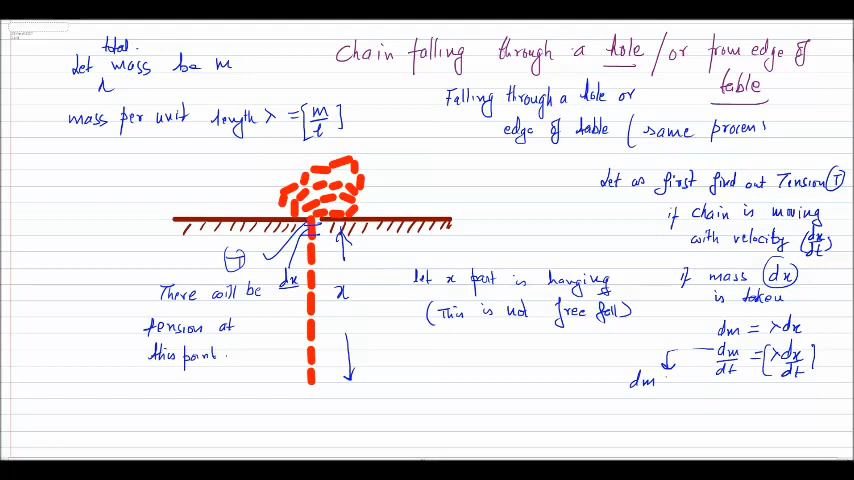 Chain falling through a hole / or from edge of
table
total
Let mass be m
l
mass per unit length λ = [m/l]
Falling through a hole or
edge of table (same process
Let as first find out Tension T
if chain is moving
with velocity (dx/dt)
if mass (dx)
is taken
dm = λdx
dm/dt = [λdx/dt]
dm
T
dx
There will be
tension at
this point.
x
let x part is hanging
(This is not free fall)